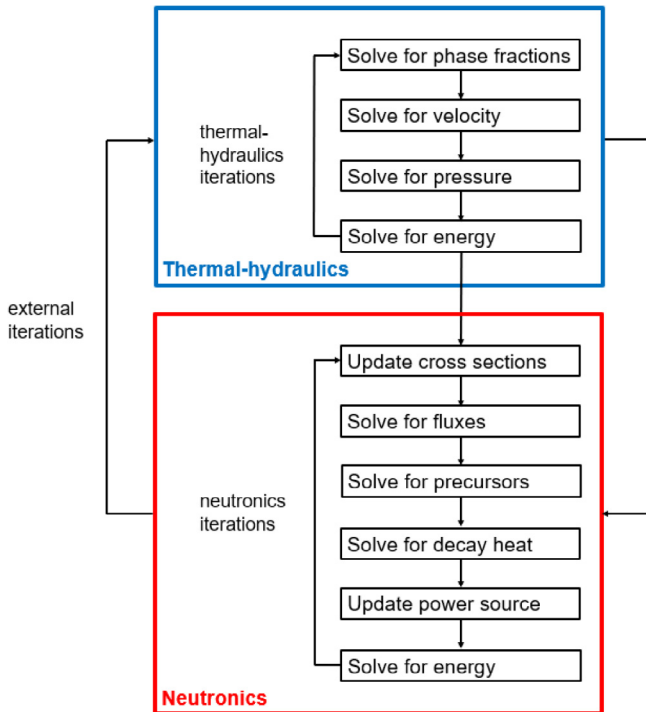 Solve for phase fractions
Solve for velocity
thermal-
hydraulics
iterations
Solve for pressure
Solve for energy
Thermal-hydraulics
external
iterations
Update cross sections
Solve for fluxes
Solve for precursors
neutronics
iterations
Solve for decay heat
Update power source
Solve for energy
Neutronics